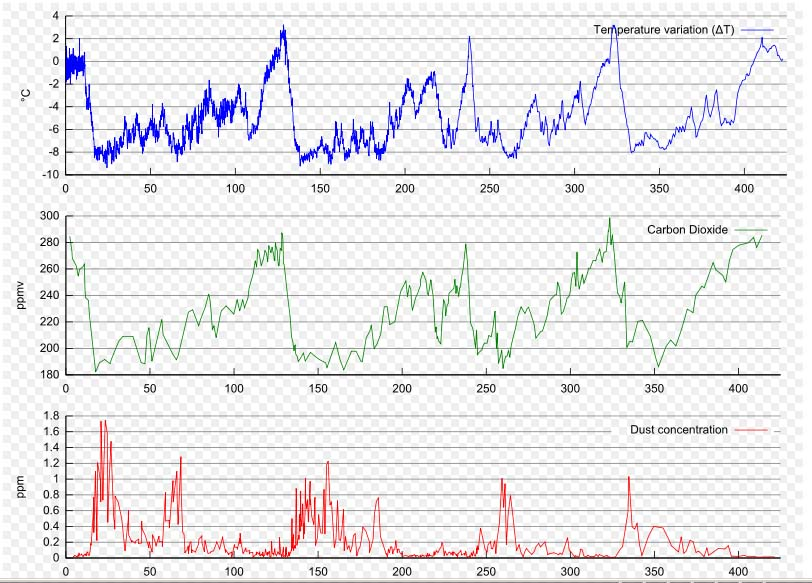 4
2
0
-2
-4
-6
-8
-10
°C
Temperature variation (ΔT)
0 50 100 150 200 250 300 350 400
300
280
260
240
220
200
180
ppmv
Carbon Dioxide
0 50 100 150 200 250 300 350 400
1.8
1.6
1.4
1.2
1
0.8
0.6
0.4
0.2
0
ppm
Dust concentration
0 50 100 150 200 250 300 350 400